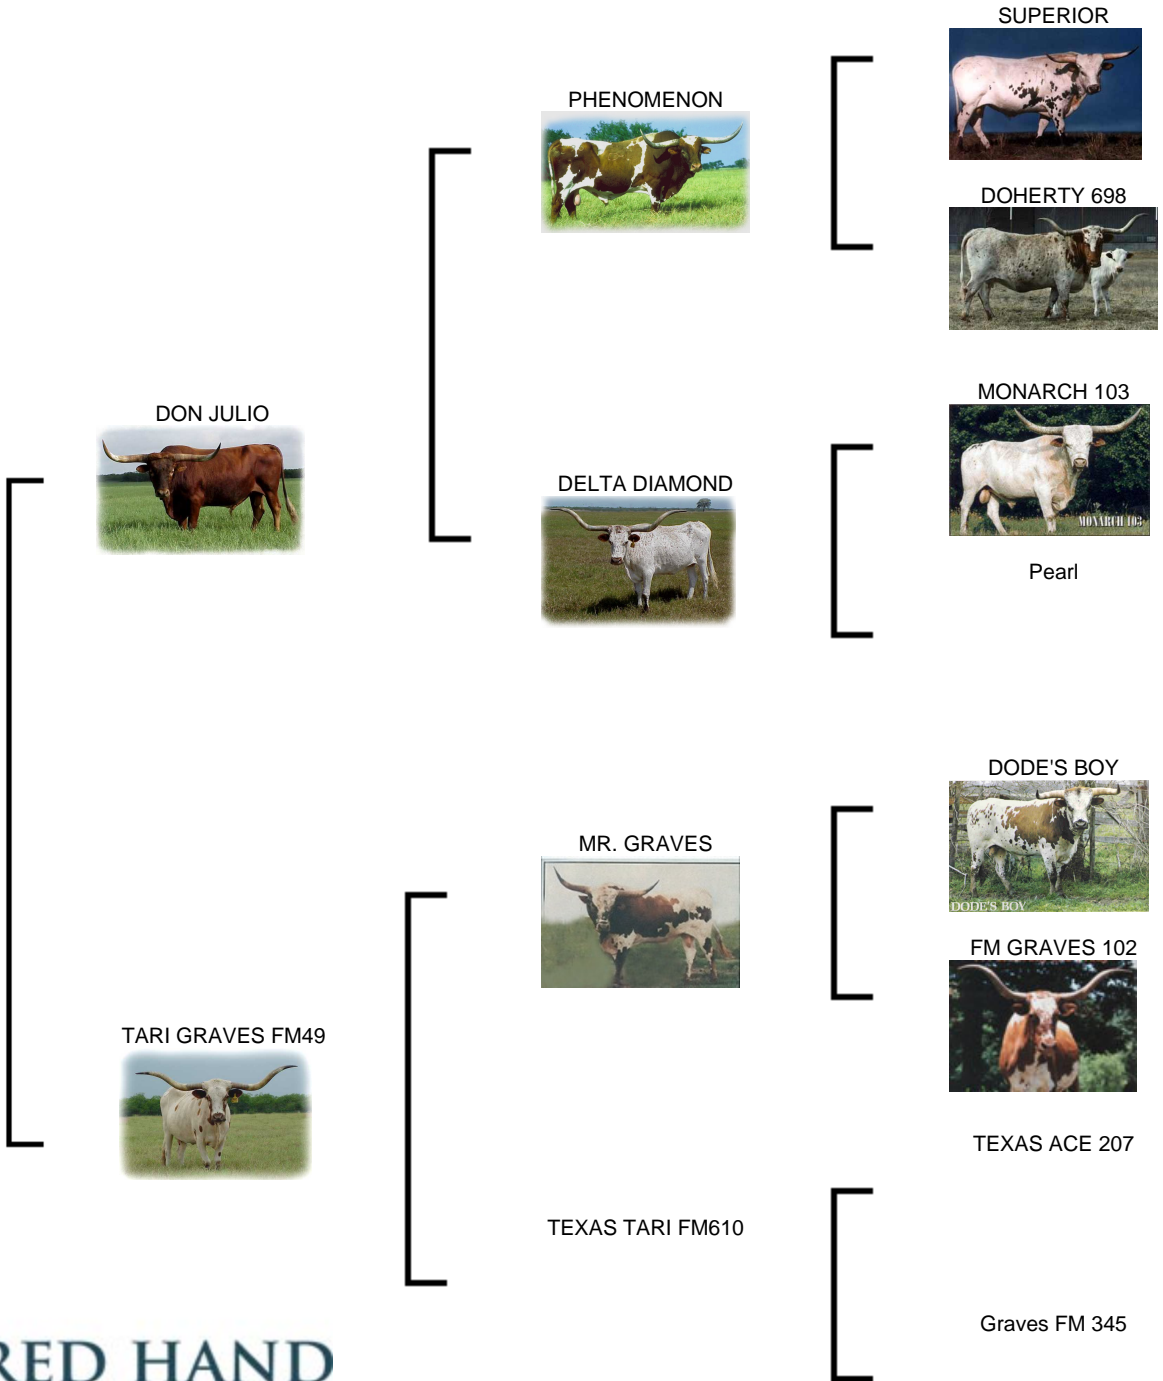 SUPERIOR
PHENOMENON
DOHERTY 698
MONARCH 103
MONARCH 103
DON JULIO
DELTA DIAMOND
Pearl
DODE'S BOY
DODE'S BOY
MR. GRAVES
FM GRAVES 102
TARI GRAVES FM49
TEXAS ACE 207
TEXAS TARI FM610
Graves FM 345
RED HAND